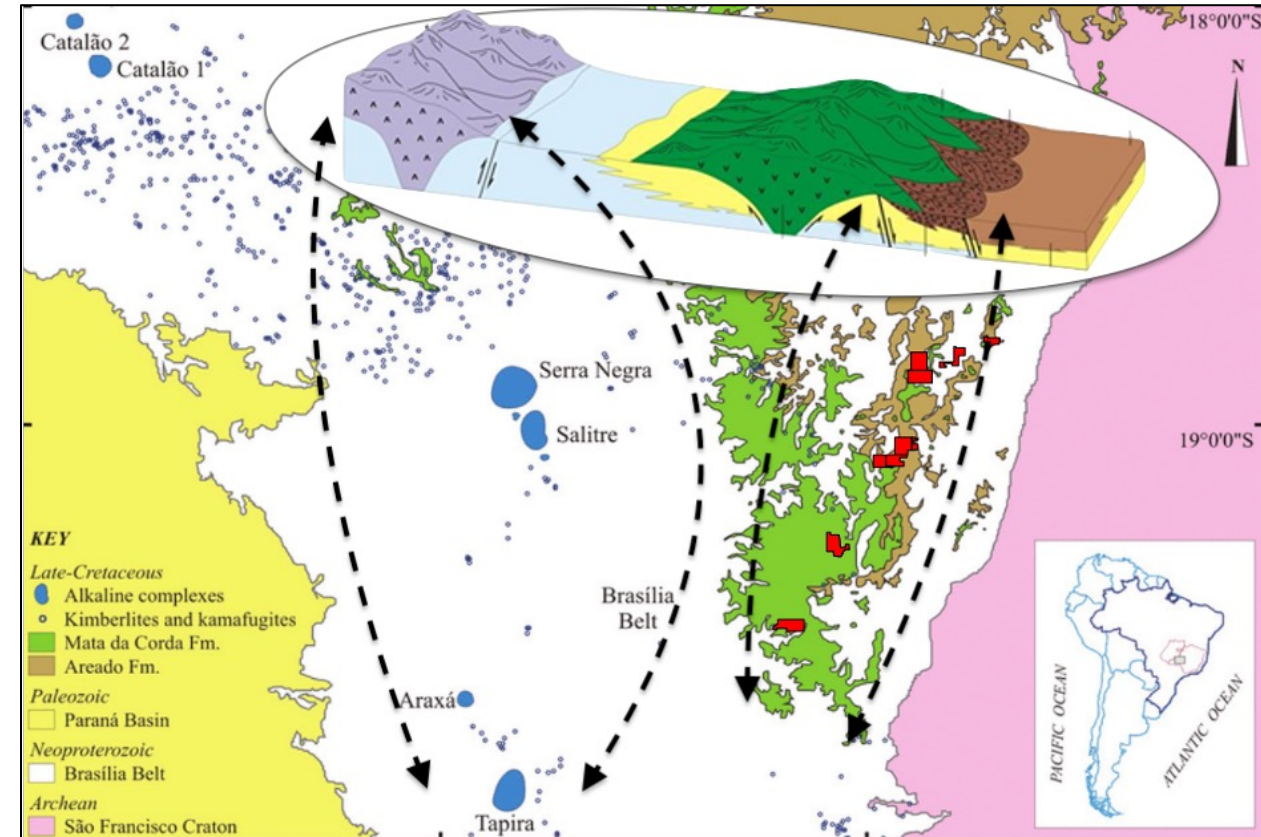 Catalão 2
Catalão 1
18°0'0"S
N
Serra Negra
Salitre
19°0'0"S
Brasília
Belt
Araxá
Tapira
KEY
Late-Cretaceous
Alkaline complexes
Kimberlites and kamafugites
Mata da Corda Fm.
Areado Fm.
Paleozoic
Paraná Basin
Neoproterozoic
Brasília Belt
Archean
São Francisco Craton
PACIFIC OCEAN
ATLANTIC OCEAN